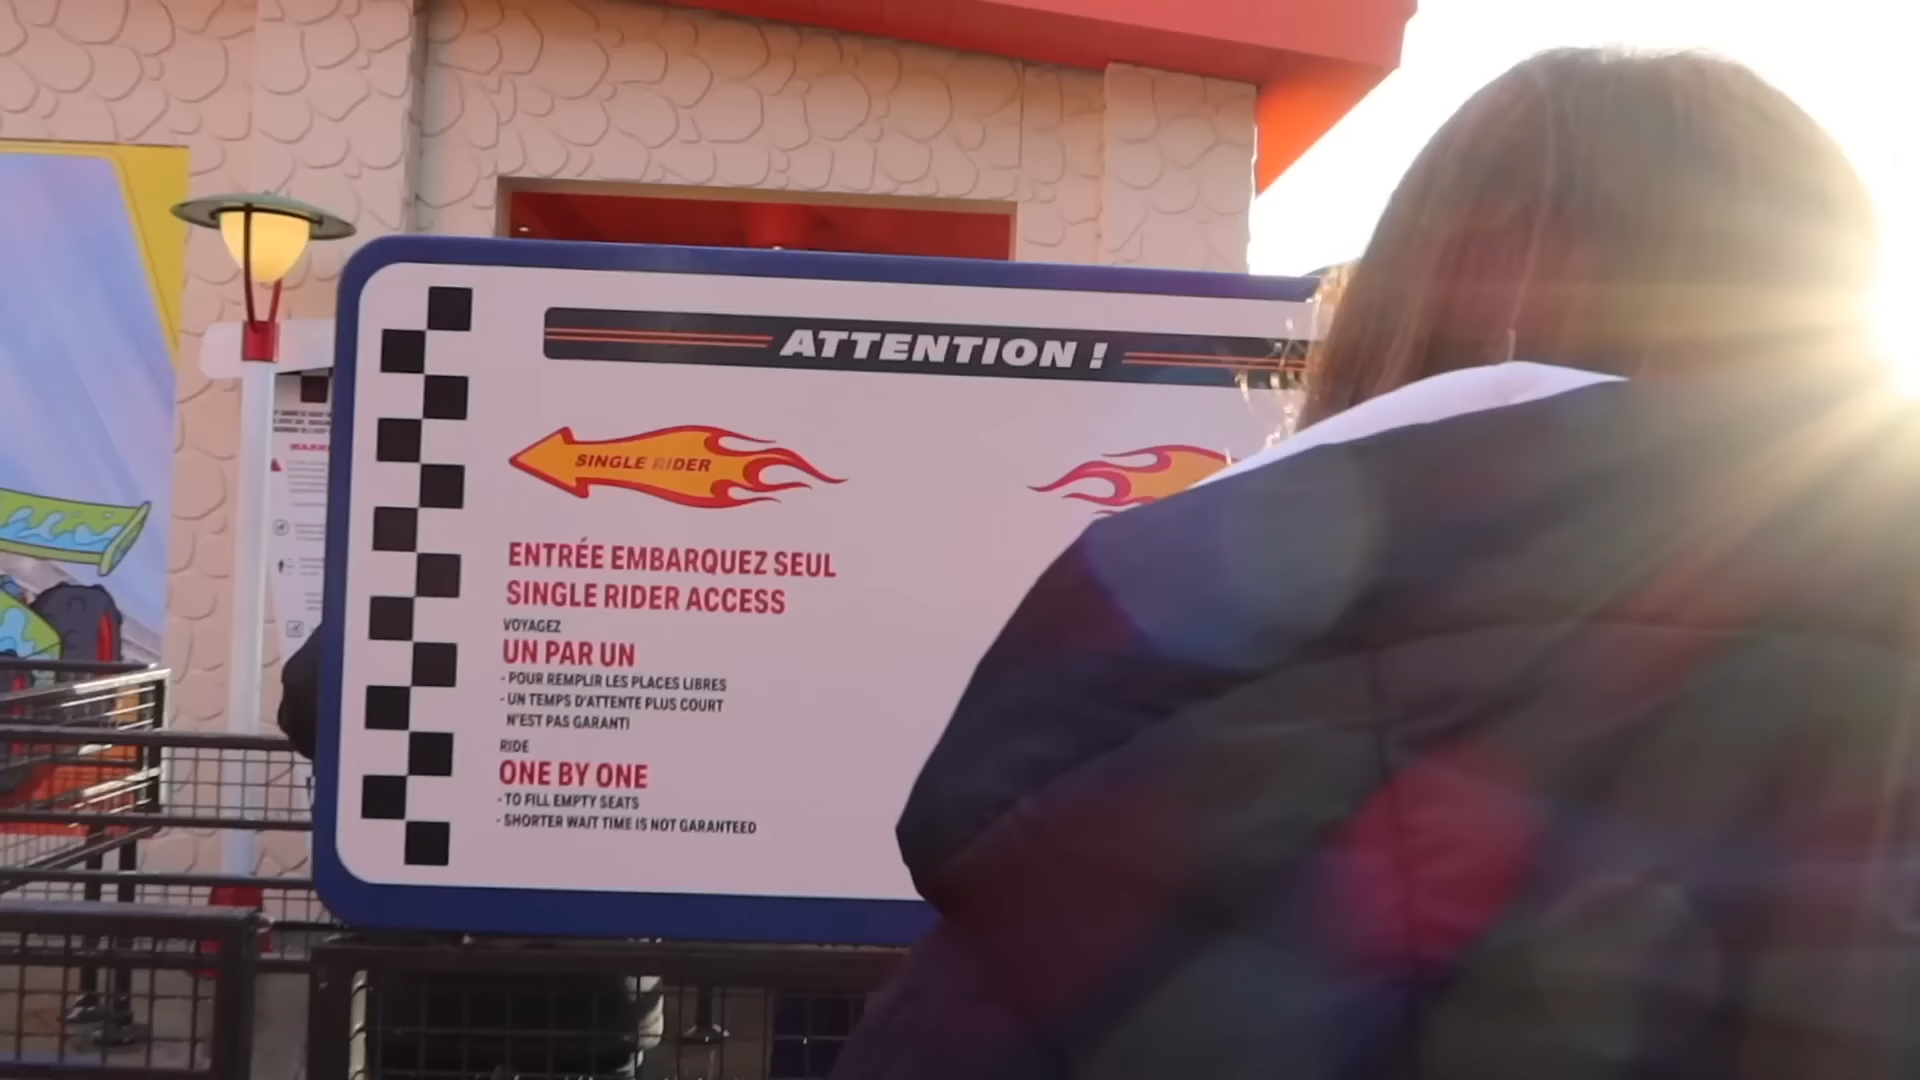 ATTENTION !
SINGLE RIDER
ENTRÉE EMBARQUEZ SEUL
SINGLE RIDER ACCESS
VOYAGEZ
UN PAR UN
- POUR REMPLIR LES PLACES LIBRES
- UN TEMPS D'ATTENTE PLUS COURT
N'EST PAS GARANTI
RIDE
ONE BY ONE
- TO FILL EMPTY SEATS
- SHORTER WAIT TIME IS NOT GARANTEED